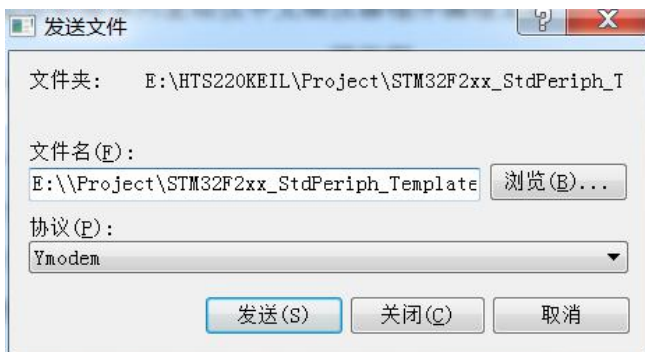 发送文件
文件夹: E:\HTS220KEIL\Project\STM32F2xx_StdPeriph_T
文件名(F):
E:\\Project\STM32F2xx_StdPeriph_Template 浏览(B)...
协议(P):
Ymodem
发送(S) 关闭(C) 取消